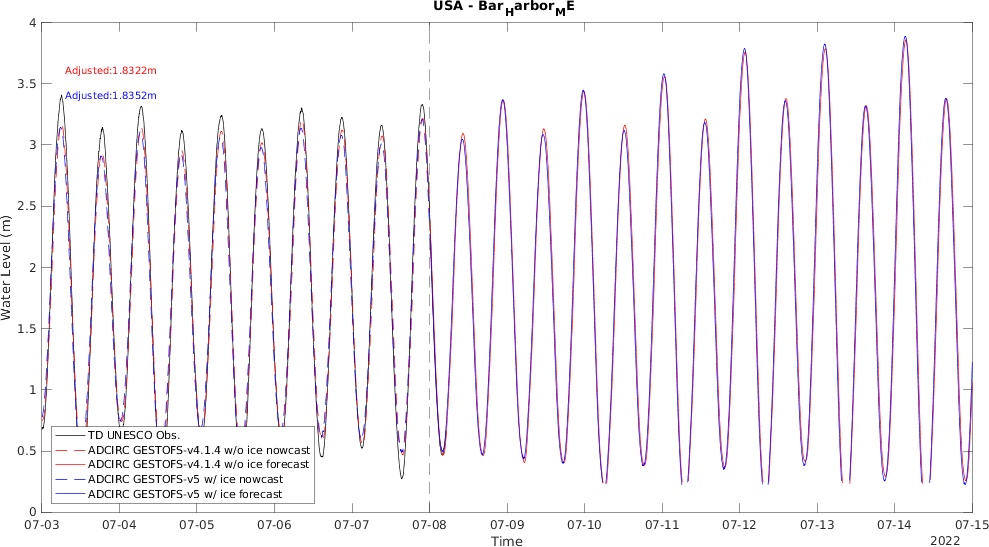 USA - Bar_Harbor_ME
4
3.5
3
2.5
2
1.5
1
0.5
0
Water Level (m)
Adjusted:1.8322m
Adjusted:1.8352m
TD UNESCO Obs.
ADCIRC GESTOFS-v4.1.4 w/o ice nowcast
ADCIRC GESTOFS-v4.1.4 w/o ice forecast
ADCIRC GESTOFS-v5 w/ ice nowcast
ADCIRC GESTOFS-v5 w/ ice forecast
07-03 07-04 07-05 07-06 07-07 07-08 07-09 07-10 07-11 07-12 07-13 07-14 07-15
Time
2022